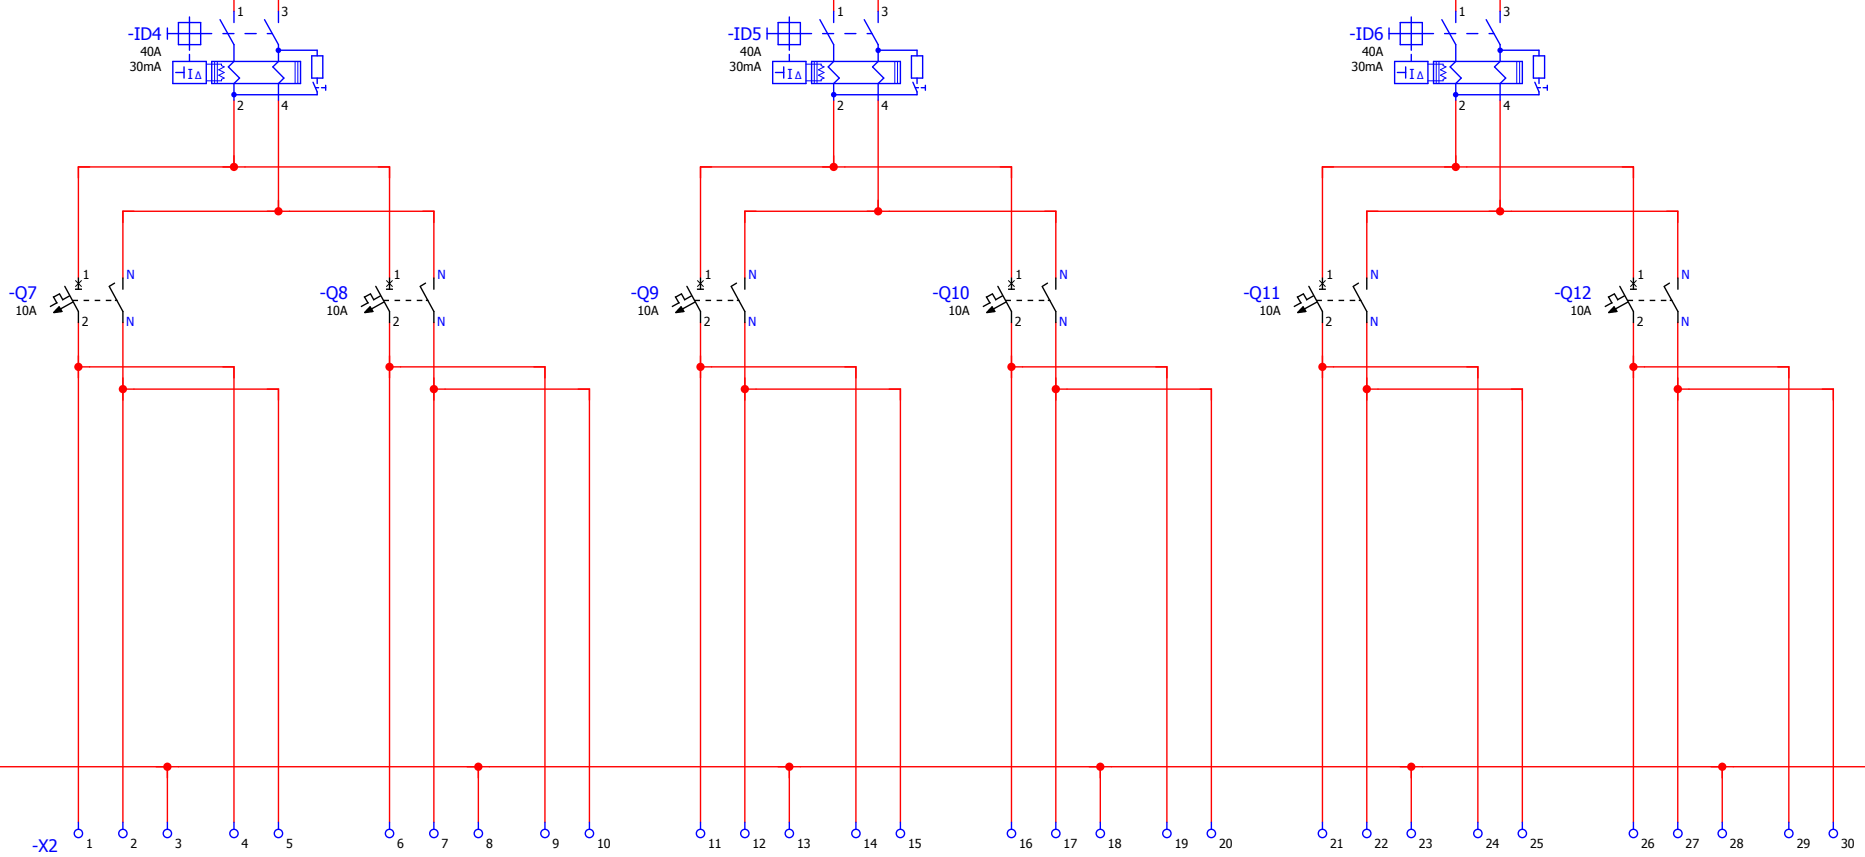 1 3 1 3 1 3
-ID4 -ID5 -ID6
40A 40A 40A
30mA I Δ 30mA I Δ 30mA I Δ
2 4 2 4 2 4
1 N 1 N 1 N 1 N 1 N 1 N
-Q7 -Q8 -Q9 -Q10 -Q11 -Q12
10A 10A 10A 10A 10A 10A
2 N 2 N 2 N 2 N 2 N 2 N
-X2 1 2 3 4 5 6 7 8 9 10 11 12 13 14 15 16 17 18 19 20 21 22 23 24 25 26 27 28 29 30